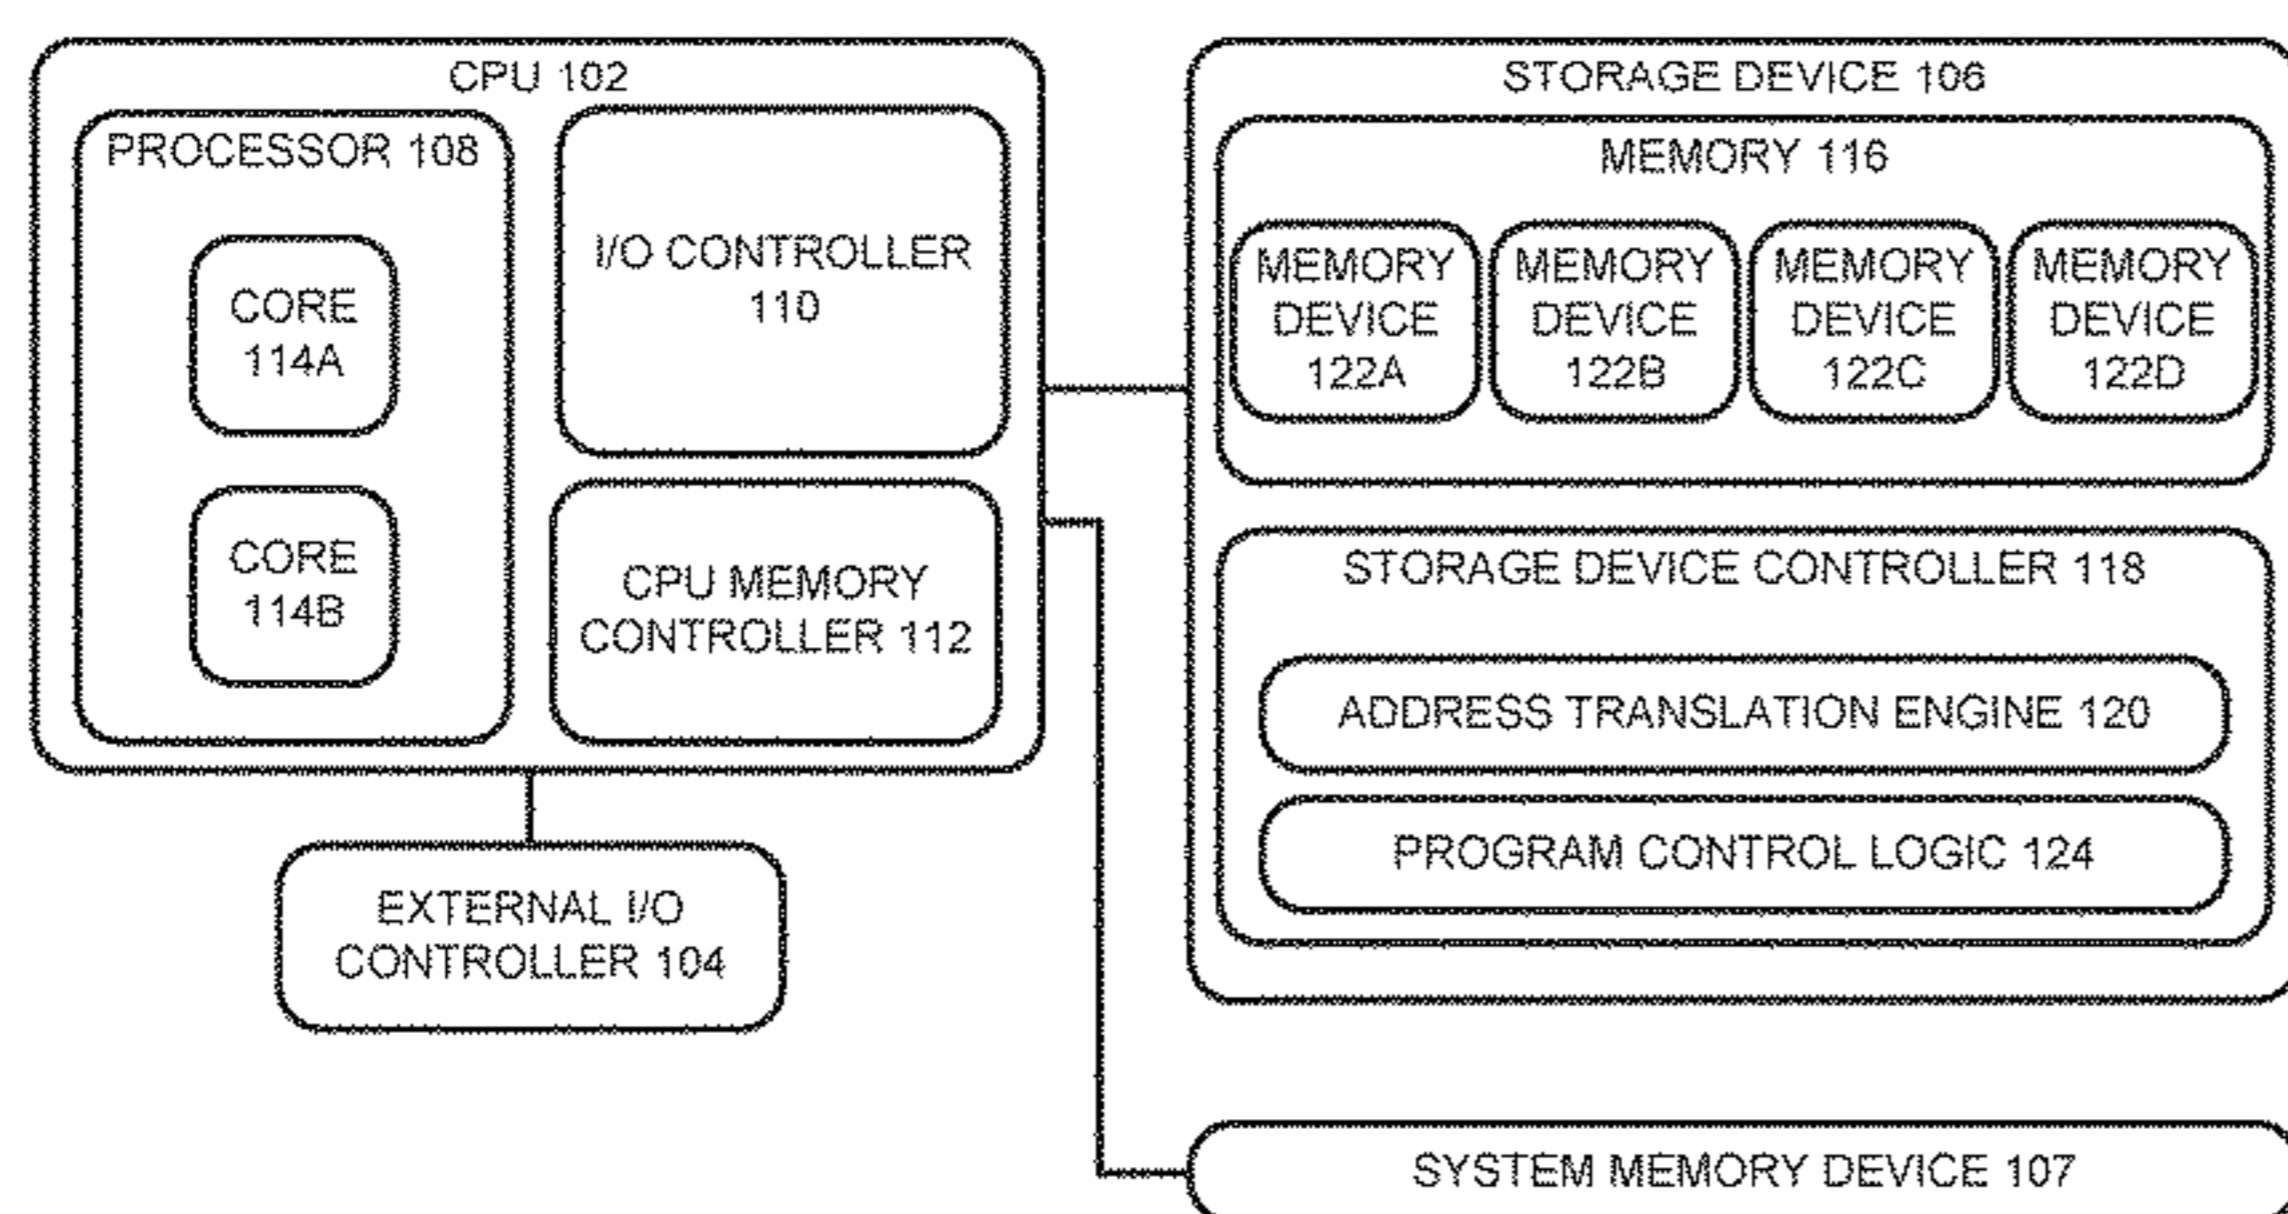 CPU 102
PROCESSOR 108
CORE
114A
CORE
114B
I/O CONTROLLER
110
CPU MEMORY
CONTROLLER 112
EXTERNAL I/O
CONTROLLER 104
STORAGE DEVICE 106
MEMORY 116
MEMORY
DEVICE
122A
MEMORY
DEVICE
122B
MEMORY
DEVICE
122C
MEMORY
DEVICE
122D
STORAGE DEVICE CONTROLLER 118
ADDRESS TRANSLATION ENGINE 120
PROGRAM CONTROL LOGIC 124
SYSTEM MEMORY DEVICE 107